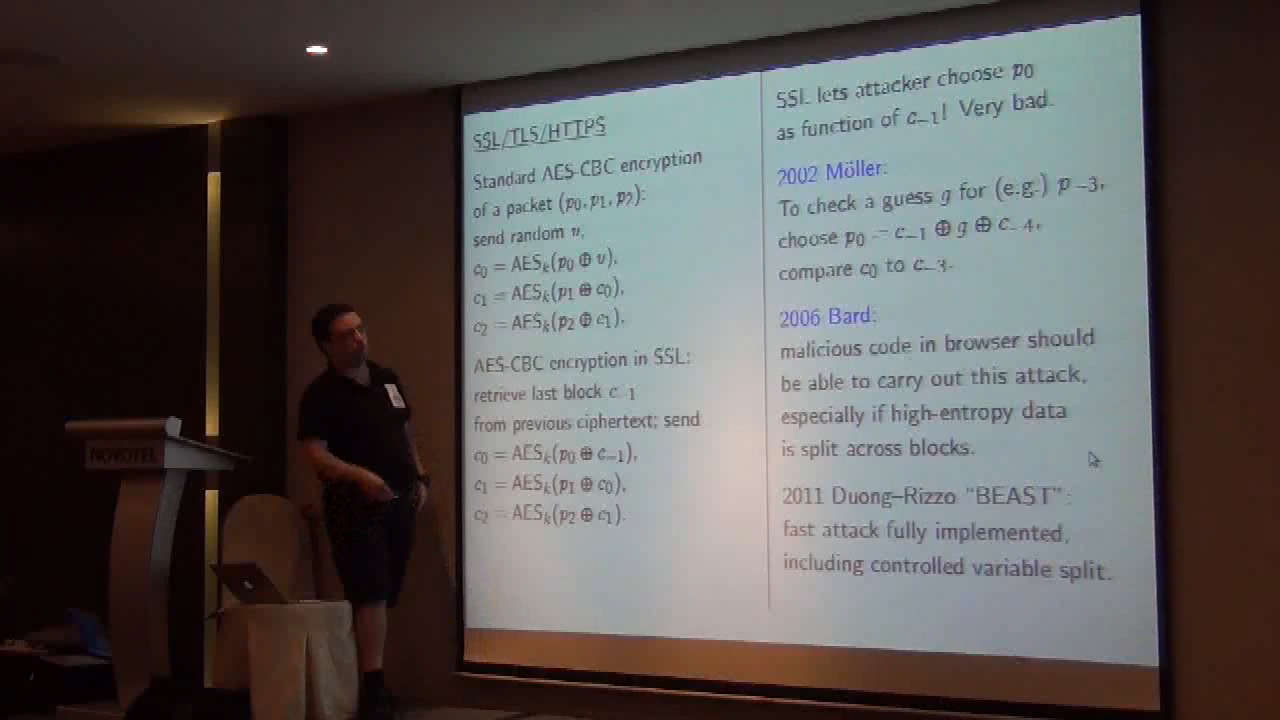 SSL/TLS/HTTPS
Standard AES-CBC encryption
of a packet (p₀, p₁, p₂):
send random v,
c₀ = AESₖ(p₀ ⊕ v),
c₁ = AESₖ(p₁ ⊕ c₀),
c₂ = AESₖ(p₂ ⊕ c₁).
AES-CBC encryption in SSL:
retrieve last block c₋₁
from previous ciphertext; send
c₀ = AESₖ(p₀ ⊕ c₋₁),
c₁ = AESₖ(p₁ ⊕ c₀),
c₂ = AESₖ(p₂ ⊕ c₁).
SSL lets attacker choose p₀
as function of c₋₁! Very bad.
2002 Möller:
To check a guess g for (e.g.) p₋₃,
choose p₀ = c₋₁ ⊕ g ⊕ c₋₄,
compare c₀ to c₋₃.
2006 Bard:
malicious code in browser should
be able to carry out this attack,
especially if high-entropy data
is split across blocks.
2011 Duong–Rizzo “BEAST”:
fast attack fully implemented,
including controlled variable split.
NOVOTEL